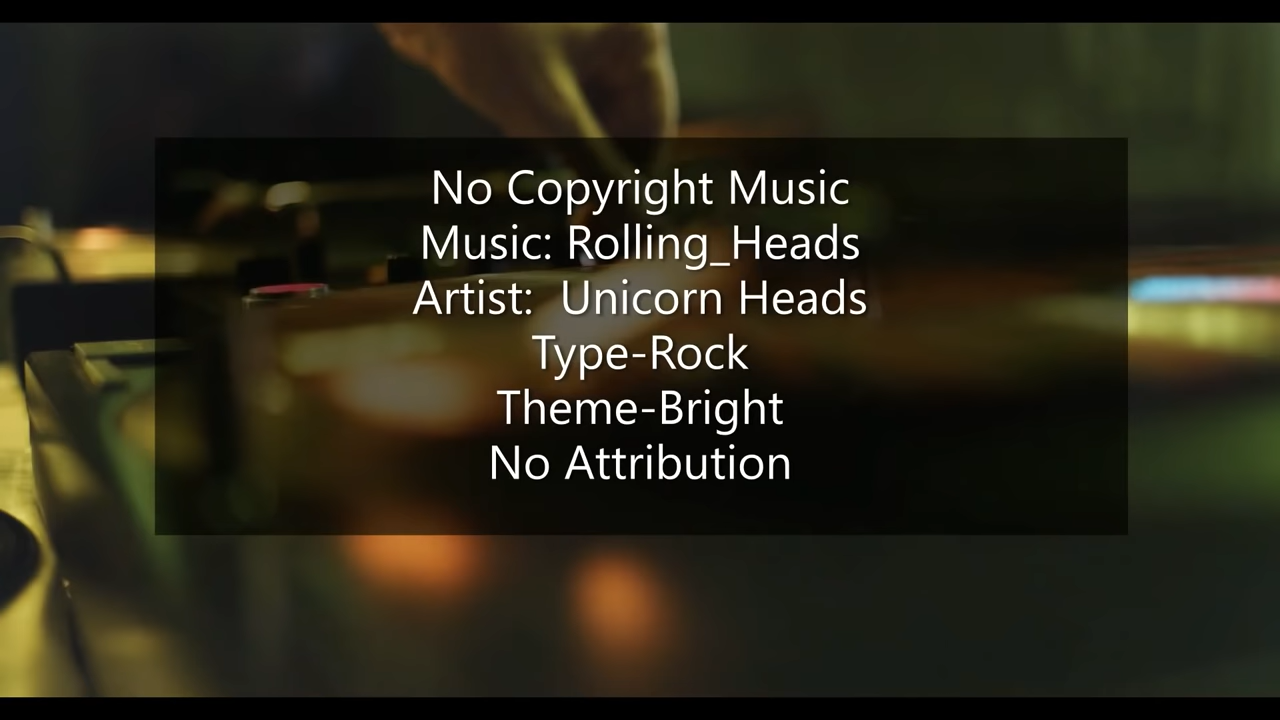 No Copyright Music
Music: Rolling_Heads
Artist:  Unicorn Heads
Type-Rock
Theme-Bright
No Attribution